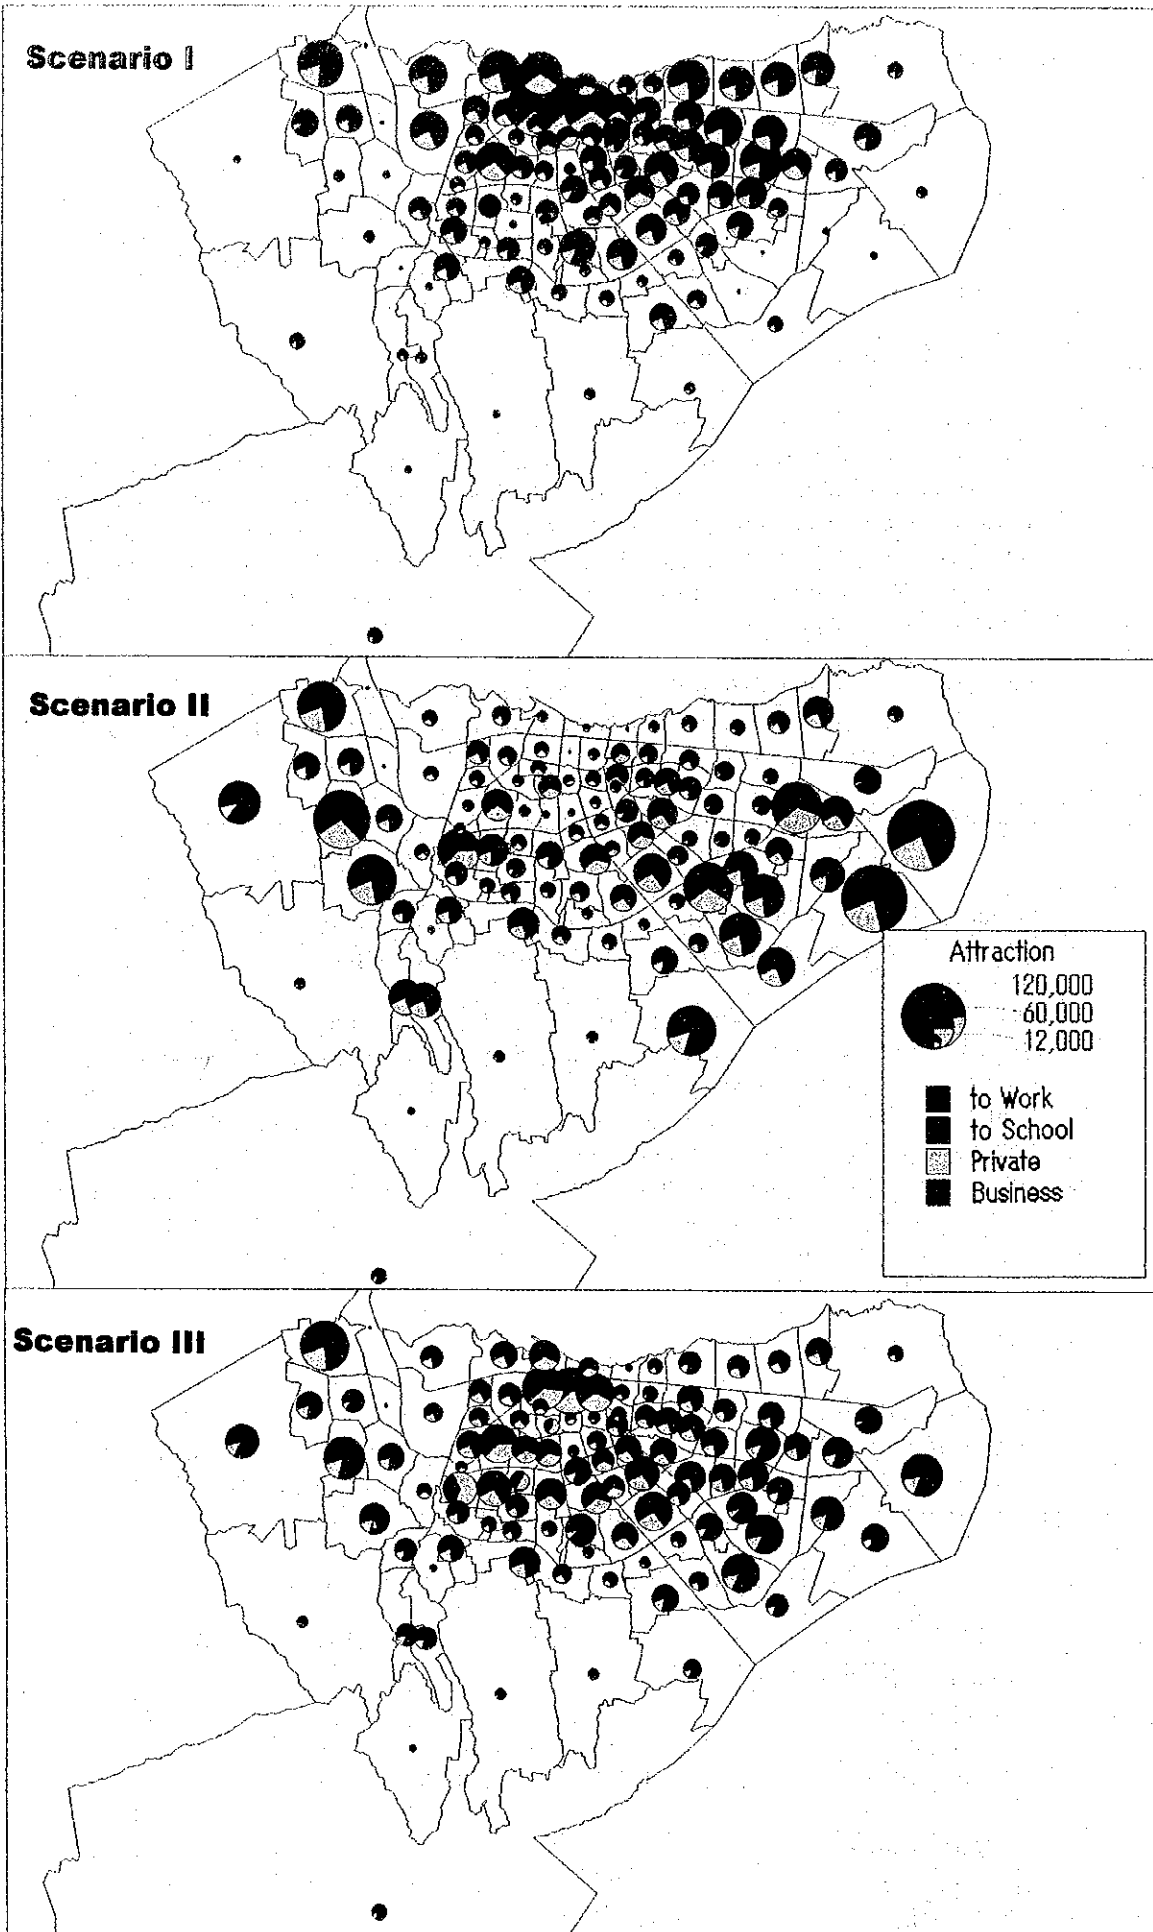 Scenario I
Scenario II
Attraction
120,000
60,000
12,000
to Work
to School
Private
Business
Scenario III